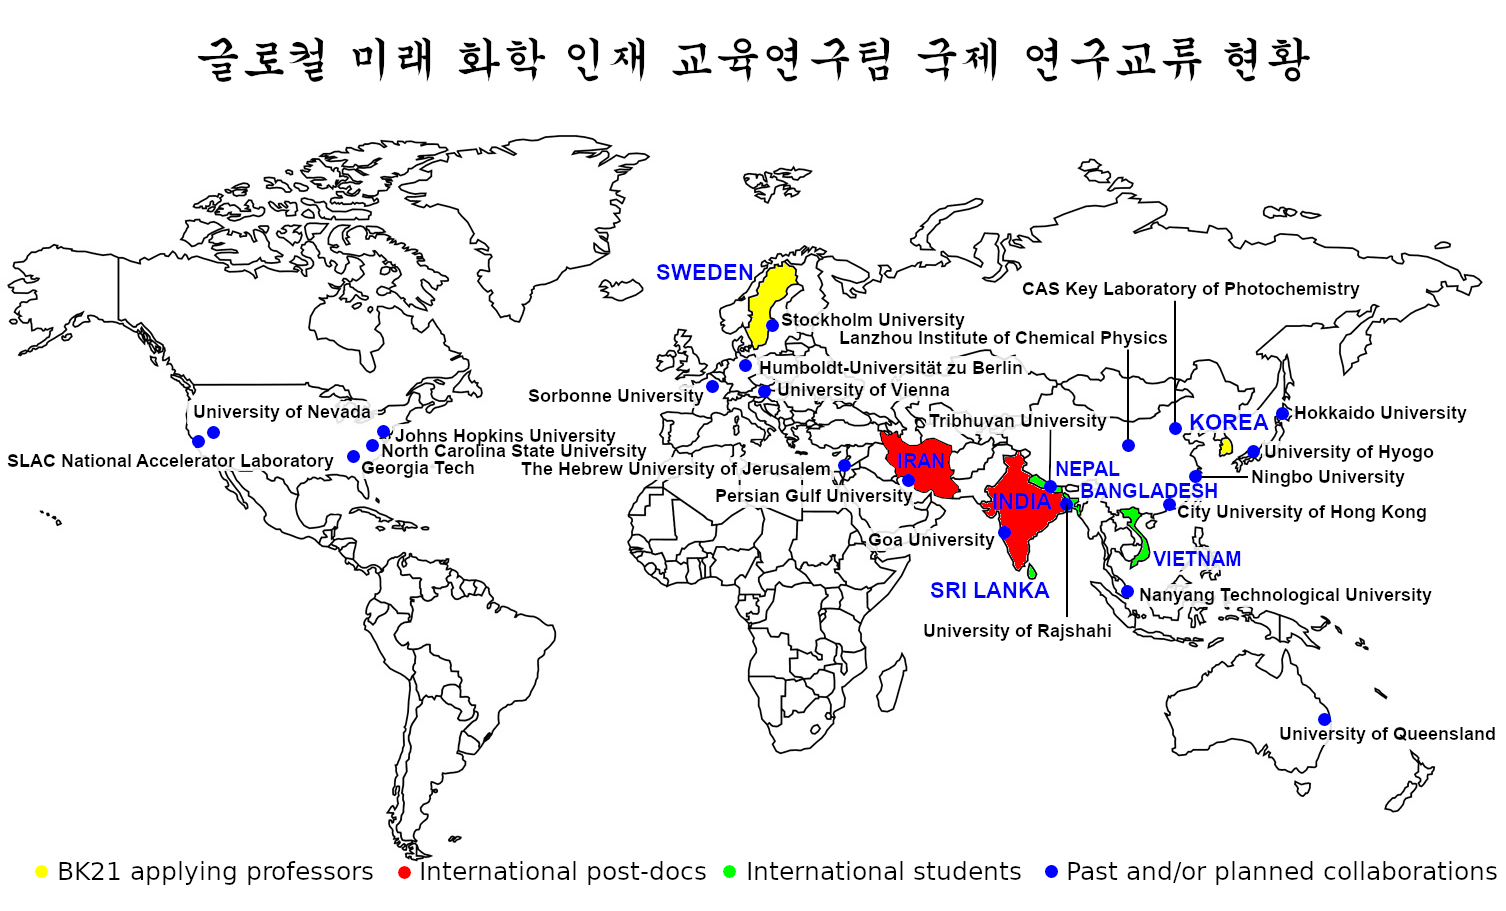 글로컬 미래 화학 인재 교육연구팀 국제 연구교류 현황
SWEDEN
CAS Key Laboratory of Photochemistry
Stockholm University
Lanzhou Institute of Chemical Physics
Humboldt-Universität zu Berlin
University of Vienna
Sorbonne University
University of Nevada
Tribhuvan University
KOREA
Hokkaido University
Johns Hopkins University
North Carolina State University
University of Hyogo
SLAC National Accelerator Laboratory
Georgia Tech
The Hebrew University of Jerusalem
IRAN
NEPAL
Ningbo University
Persian Gulf University
INDIA
BANGLADESH
City University of Hong Kong
Goa University
VIETNAM
SRI LANKA
Nanyang Technological University
University of Rajshahi
University of Queensland
BK21 applying professors
International post-docs
International students
Past and/or planned collaborations